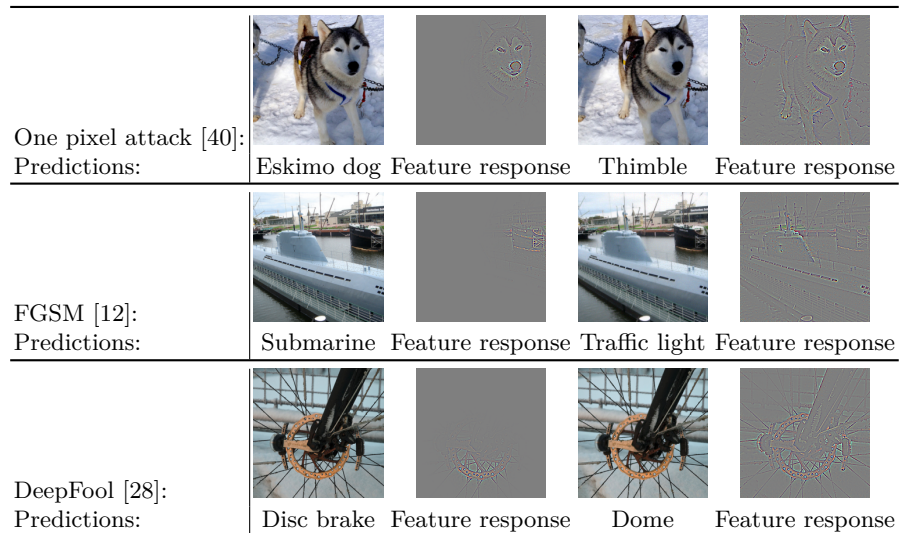 One pixel attack [40]:
Predictions: Eskimo dog Feature response Thimble Feature response
FGSM [12]:
Predictions: Submarine Feature response Traffic light Feature response
DeepFool [28]:
Predictions: Disc brake Feature response Dome Feature response